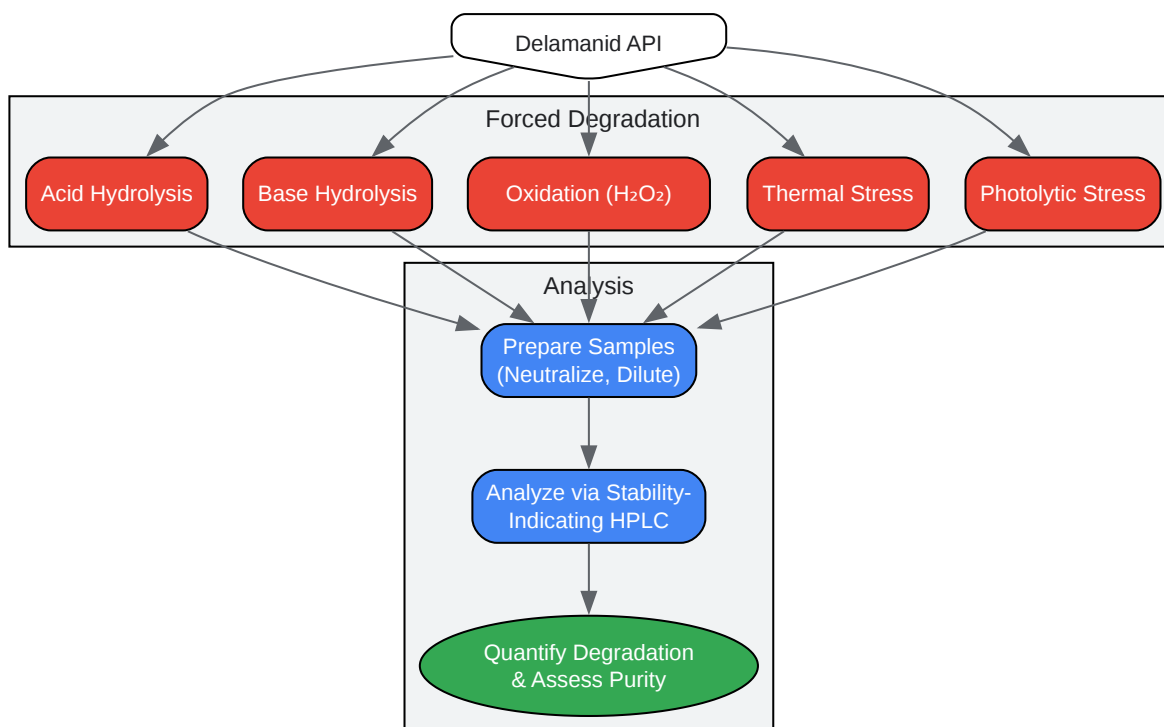 Delamanid API
Forced Degradation
Acid Hydrolysis
Base Hydrolysis
Oxidation (H₂O₂)
Thermal Stress
Photolytic Stress
Analysis
Prepare Samples
(Neutralize, Dilute)
Analyze via Stability-
Indicating HPLC
Quantify Degradation
& Assess Purity